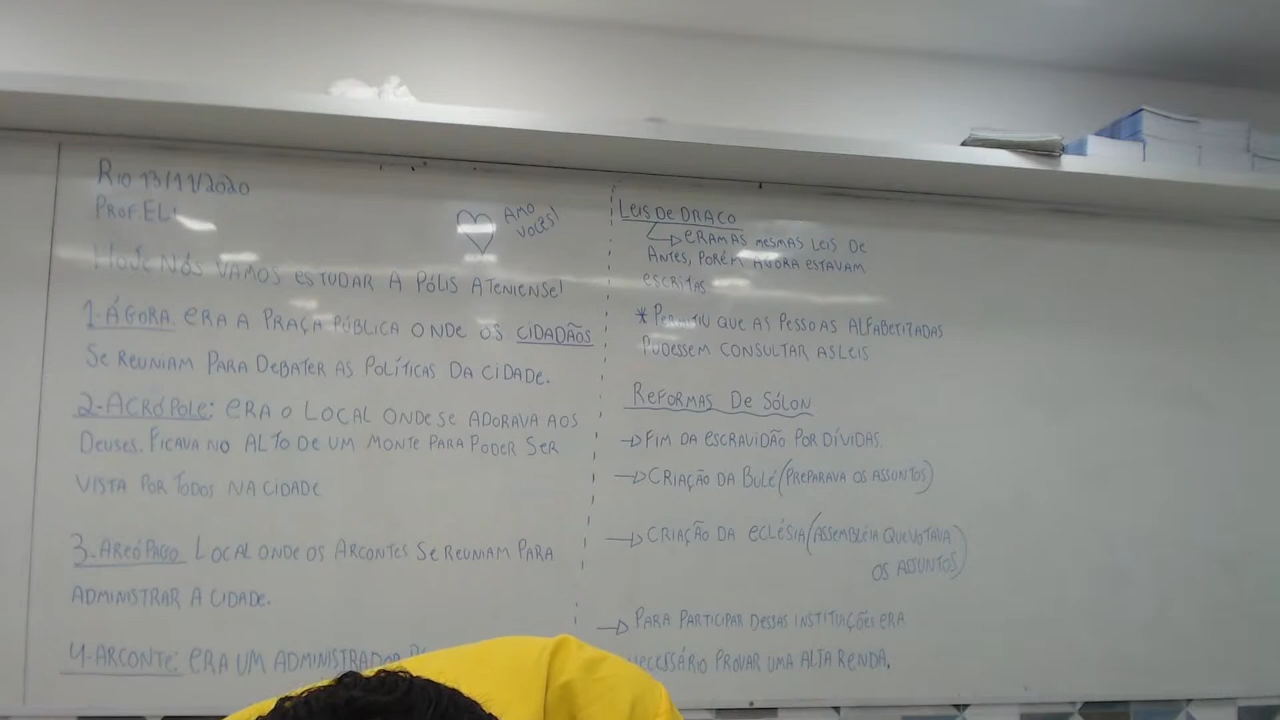 RIO 13/11/2020
PROF ELI
AMO
VOCÊS!
HOJE NÓS VAMOS ESTUDAR A PÓLIS ATENIENSE!
1-ÁGORA: ERA A PRAÇA PÚBLICA ONDE OS CIDADÃOS
SE REUNIAM PARA DEBATER AS POLÍTICAS DA CIDADE.
2-ACRÓPOLE: ERA O LOCAL ONDE SE ADORAVA AOS
DEUSES. FICAVA NO ALTO DE UM MONTE PARA PODER SER
VISTA POR TODOS NA CIDADE
3-AREÓPAGO LOCAL ONDE OS ARCONTES SE REUNIAM PARA
ADMINISTRAR A CIDADE.
4-ARCONTE: ERA UM ADMINISTRADOR
LEIS DE DRACO
→ ERAM AS MESMAS LEIS DE
ANTES, PORÉM AGORA ESTAVAM
ESCRITAS
* PERMITIU QUE AS PESSOAS ALFABETIZADAS
PUDESSEM CONSULTAR AS LEIS
REFORMAS DE SÓLON
→ FIM DA ESCRAVIDÃO POR DÍVIDAS
→ CRIAÇÃO DA BULÉ (PREPARAVA OS ASSUNTOS)
→ CRIAÇÃO DA ECLÉSIA (ASSEMBLÉIA QUE VOTAVA
OS ASSUNTOS)
→ PARA PARTICIPAR DESSAS INSTITUIÇÕES ERA
NECESSÁRIO PROVAR UMA ALTA RENDA.